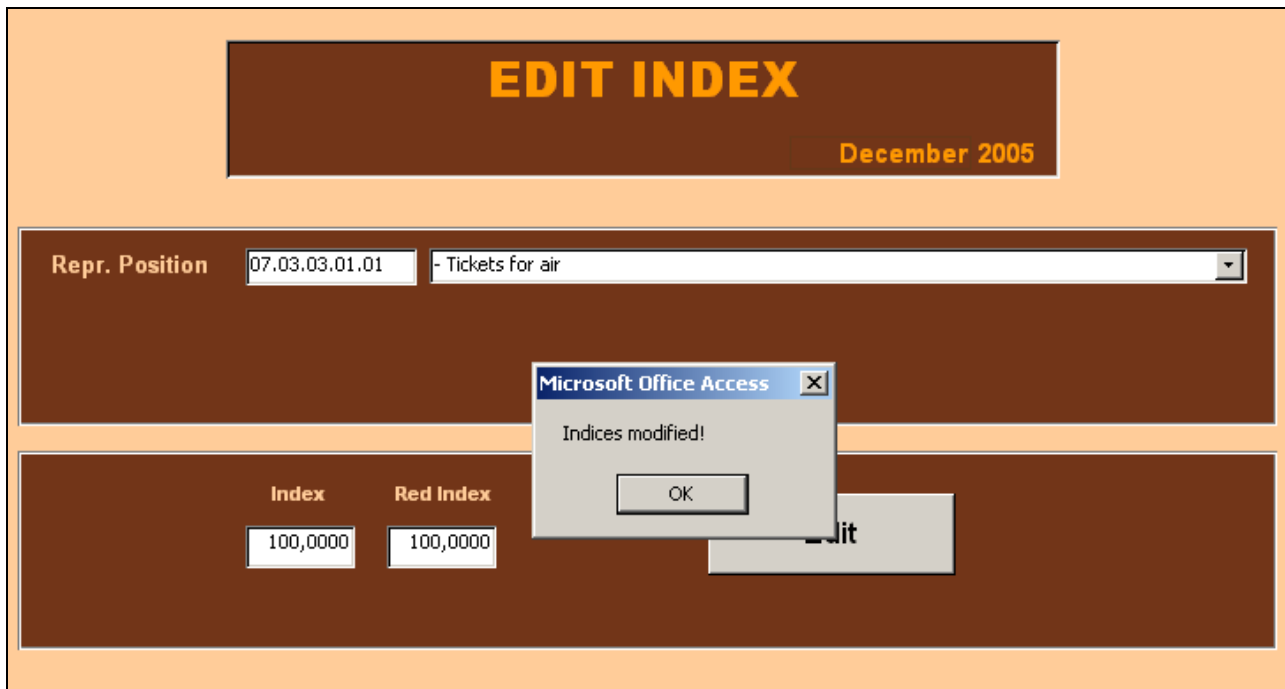 EDIT INDEX
December 2005
Repr. Position 07.03.03.01.01 - Tickets for air
Microsoft Office Access
Indices modified!
OK
Index Red Index
100,0000 100,0000